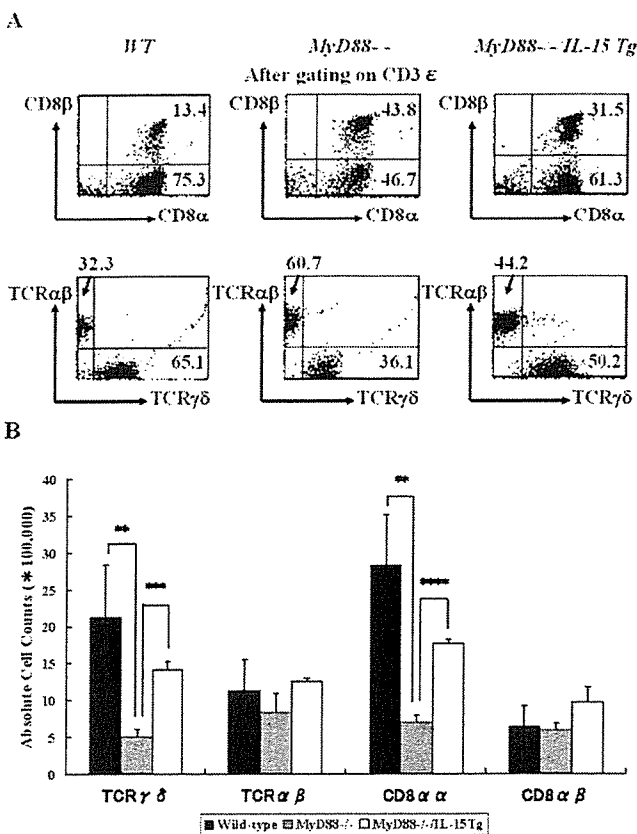 A
WT MyD88-/- MyD88-/-/IL-15 Tg
After gating on CD3 ε
CD8β 13.4 75.3 CD8α
CD8β 43.8 46.7 CD8α
CD8β 31.5 61.3 CD8α
32.3 TCRαβ 65.1 TCRγδ
60.7 TCRαβ 36.1 TCRγδ
44.2 TCRαβ 50.2 TCRγδ
B
Absolute Cell Counts (*100,000)
40
35
30
25
20
15
10
5
0
** *** ** ****
TCRγδ TCRαβ CD8αα CD8αβ
Wild-type MyD88-/- MyD88-/-/IL-15Tg